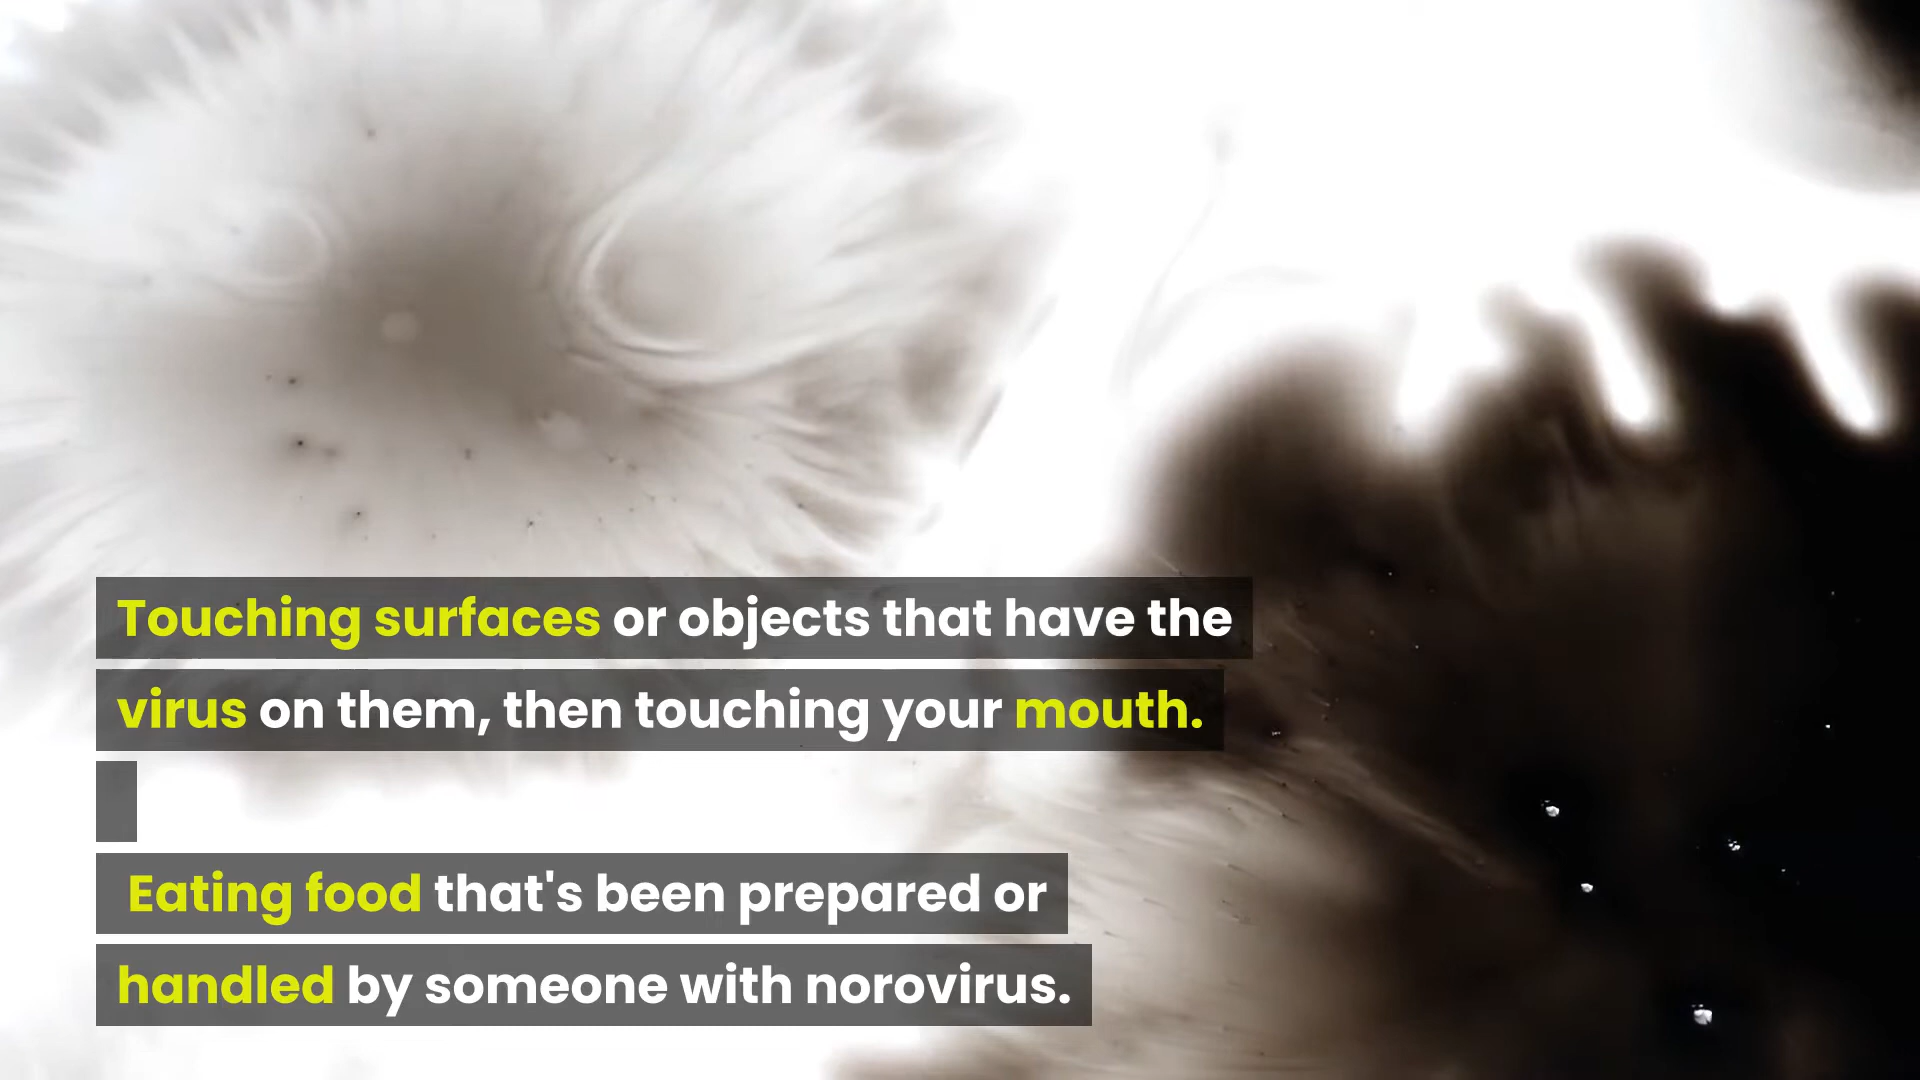 Touching surfaces or objects that have the
virus on them, then touching your mouth.
Eating food that's been prepared or
handled by someone with norovirus.